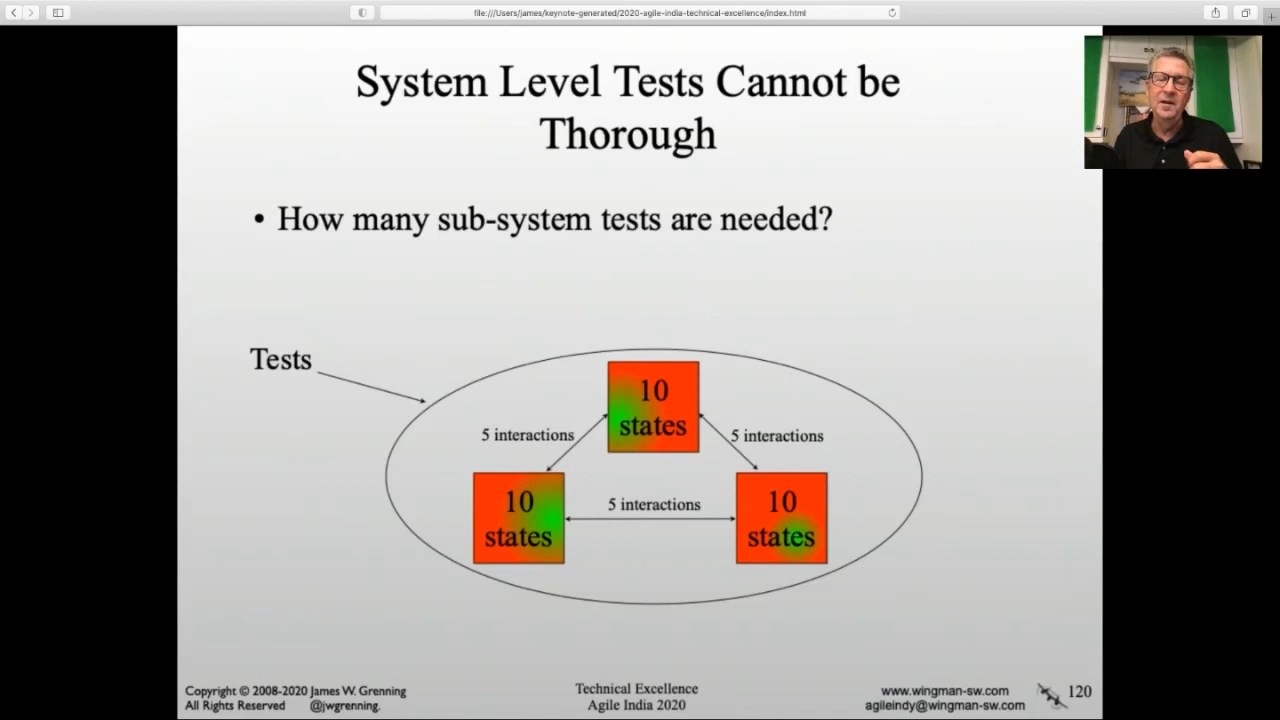 file:///Users/james/keynote-generated/2020-agile-india-technical-excellence/index.html
System Level Tests Cannot be
Thorough
• How many sub-system tests are needed?
Tests
10
states
5 interactions
5 interactions
10
states
5 interactions
10
states
Copyright © 2008-2020 James W. Grenning
All Rights Reserved @jwgrenning.
Technical Excellence
Agile India 2020
www.wingman-sw.com
agileindy@wingman-sw.com
120